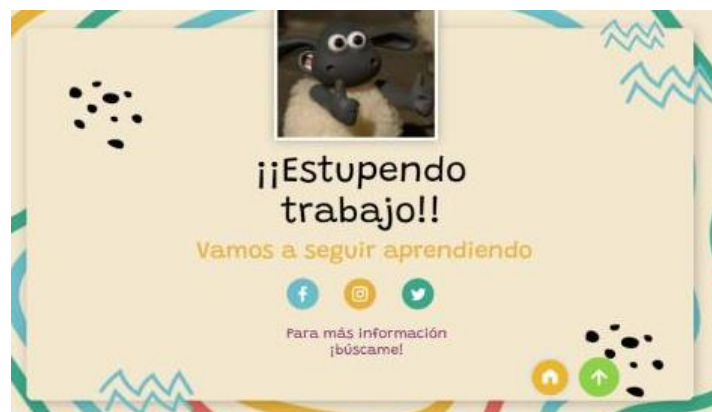 ¡¡Estupendo
trabajo!!
Vamos a seguir aprendiendo
Para más información
¡búscame!